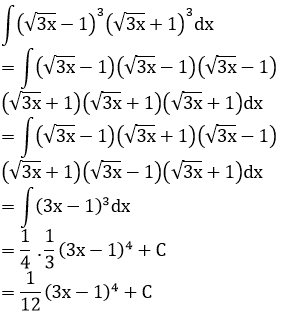 ∫(√3x − 1)³(√3x + 1)³dx
= ∫(√3x − 1)(√3x − 1)(√3x − 1)
(√3x + 1)(√3x + 1)(√3x + 1)dx
= ∫(√3x − 1)(√3x + 1)(√3x − 1)
(√3x + 1)(√3x − 1)(√3x + 1)dx
= ∫(3x − 1)³dx
= 1/4 . 1/3 (3x − 1)⁴ + C
= 1/12 (3x − 1)⁴ + C